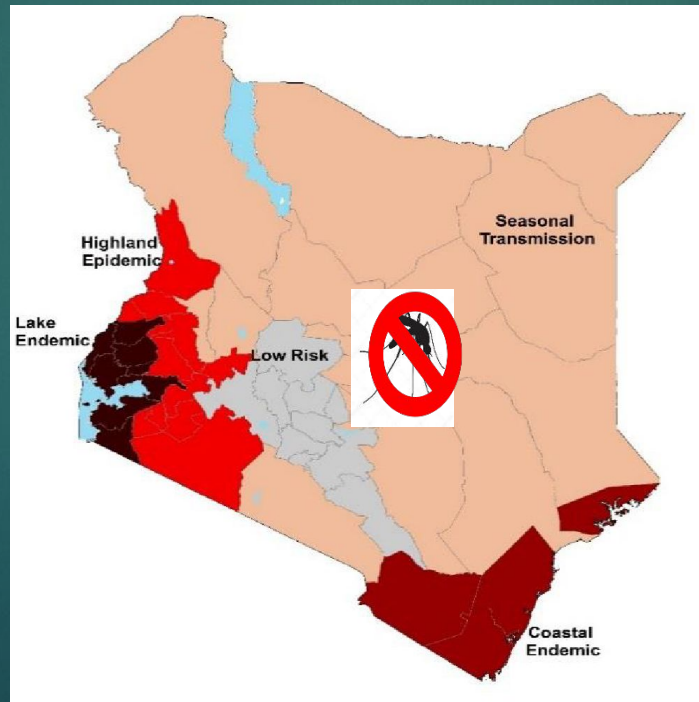 Seasonal
Transmission
Highland
Epidemic
Lake
Endemic
Low Risk
Coastal
Endemic